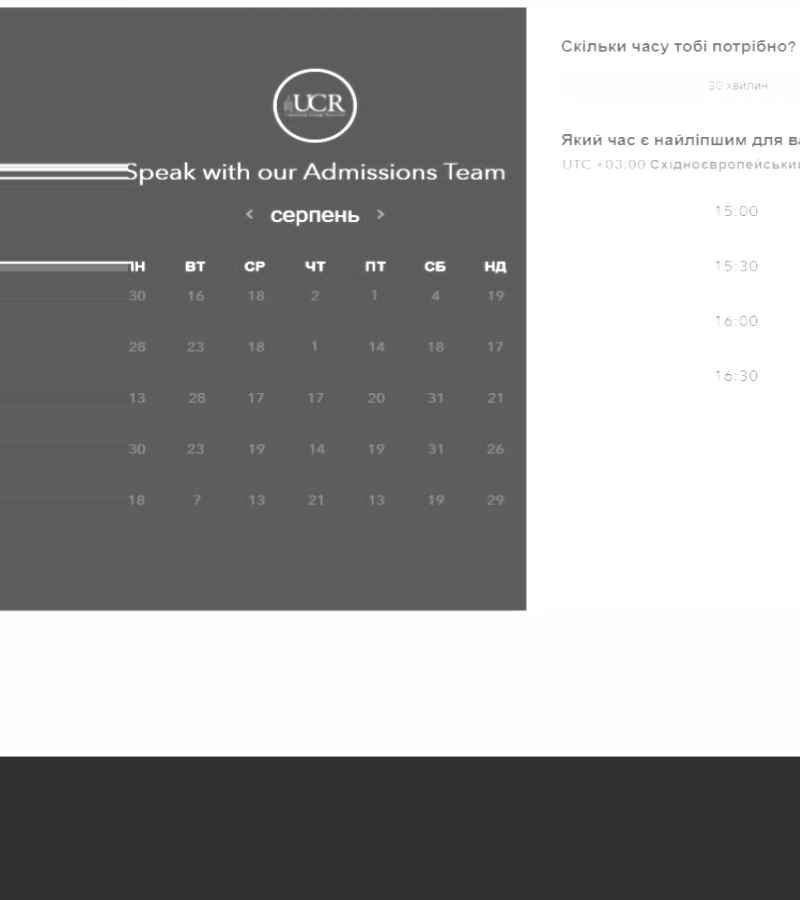 UCR
Speak with our Admissions Team
< серпень >
ПН ВТ СР ЧТ ПТ СБ НД
30 16 18 2 1 4 19
28 23 18 1 14 18 17
13 28 17 17 20 31 21
30 23 19 14 19 31 26
18 7 13 21 13 19 29
Скільки часу тобі потрібно?
30 хвилин
Який час є найліпшим для ва
UTC +03:00 Східноєвропейськи
15:00
15:30
16:00
16:30